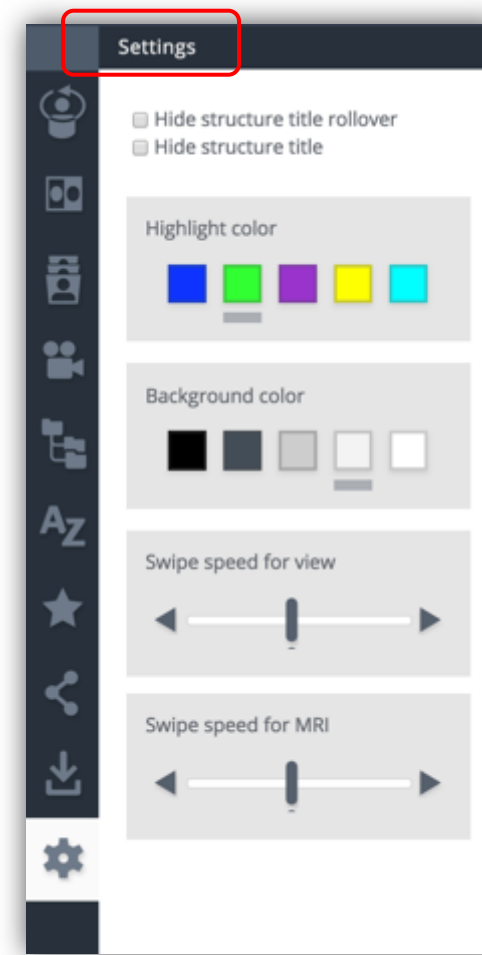 Settings
Hide structure title rollover
Hide structure title
Highlight color
Background color
AZ
Swipe speed for view
Swipe speed for MRI